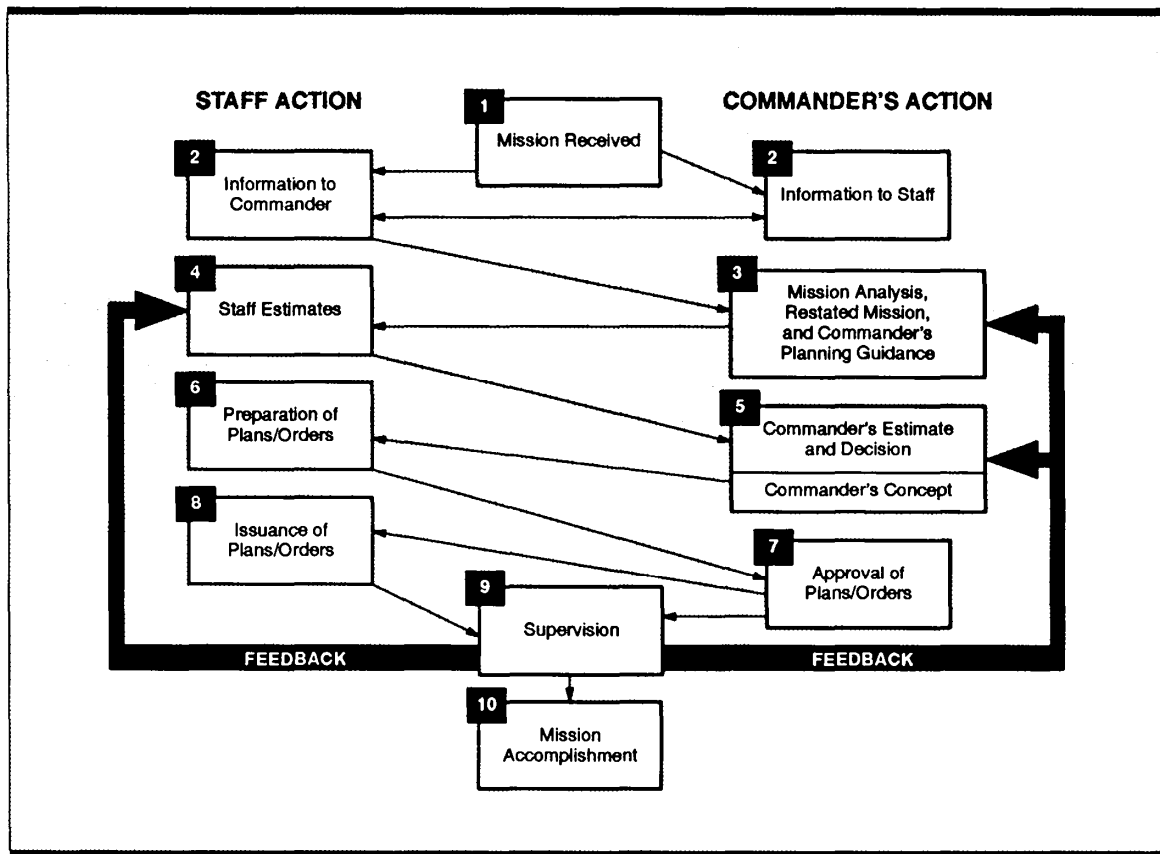 STAFF ACTION
COMMANDER'S ACTION
1
Mission Received
2
Information to
Commander
2
Information to Staff
3
Mission Analysis,
Restated Mission,
and Commander's
Planning Guidance
4
Staff Estimates
5
Commander's Estimate
and Decision
Commander's Concept
6
Preparation of
Plans/Orders
7
Approval of
Plans/Orders
8
Issuance of
Plans/Orders
9
Supervision
FEEDBACK
FEEDBACK
10
Mission
Accomplishment